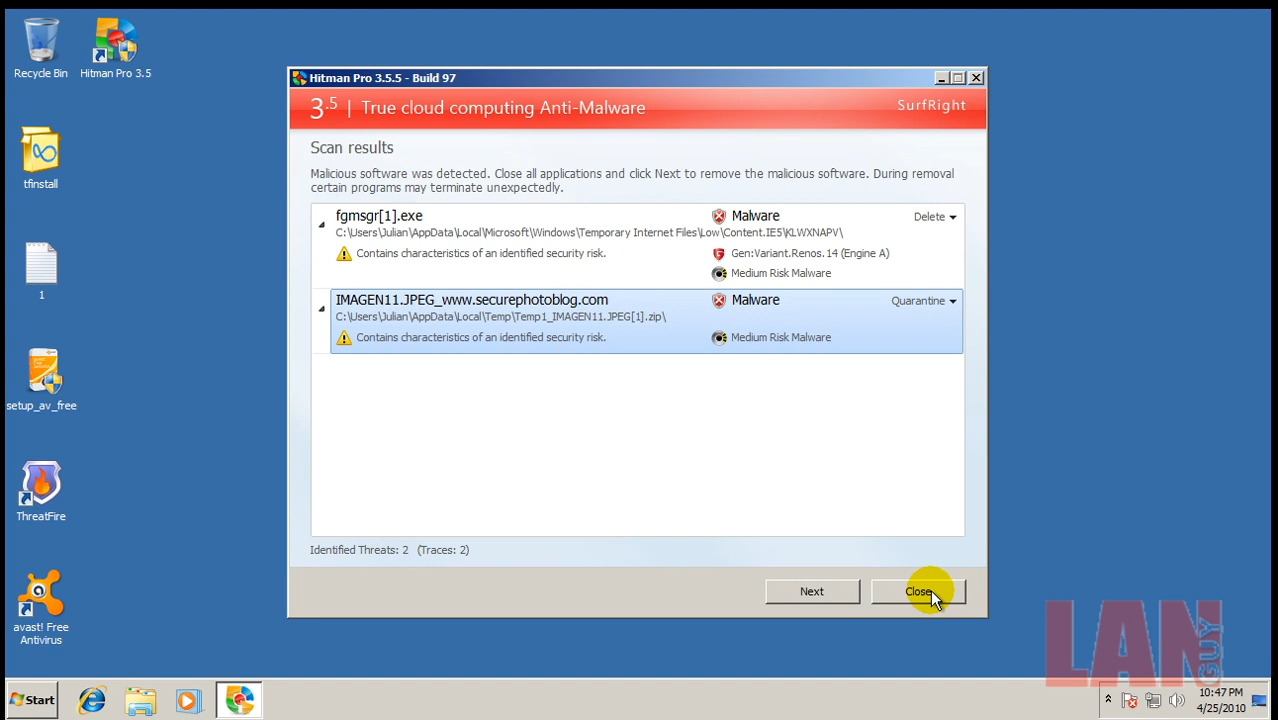 Recycle Bin
Hitman Pro 3.5
tfinstall
1
setup_av_free
ThreatFire
avast! Free
Antivirus
Hitman Pro 3.5.5 - Build 97
3.5 | True cloud computing Anti-Malware
SurfRight
Scan results
Malicious software was detected. Close all applications and click Next to remove the malicious software. During removal
certain programs may terminate unexpectedly.
fgmsgr[1].exe
Malware
Delete
C:\Users\Julian\AppData\Local\Microsoft\Windows\Temporary Internet Files\Low\Content.IE5\KLWXNAPV\
Contains characteristics of an identified security risk.
Gen:Variant.Renos.14 (Engine A)
Medium Risk Malware
IMAGEN11.JPEG_www.securephotoblog.com
Malware
Quarantine
C:\Users\Julian\AppData\Local\Temp\Temp1_IMAGEN11.JPEG[1].zip\
Contains characteristics of an identified security risk.
Medium Risk Malware
Identified Threats: 2 (Traces: 2)
Next
Close
LAN
GUY
Start
10:47 PM
4/25/2010